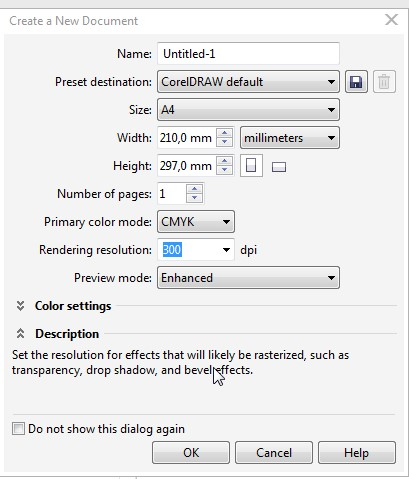 Create a New Document
Name: Untitled-1
Preset destination: CorelDRAW default
Size: A4
Width: 210,0 mm millimeters
Height: 297,0 mm
Number of pages: 1
Primary color mode: CMYK
Rendering resolution: 300 dpi
Preview mode: Enhanced
Color settings
Description
Set the resolution for effects that will likely be rasterized, such as
transparency, drop shadow, and bevel effects.
Do not show this dialog again
OK Cancel Help